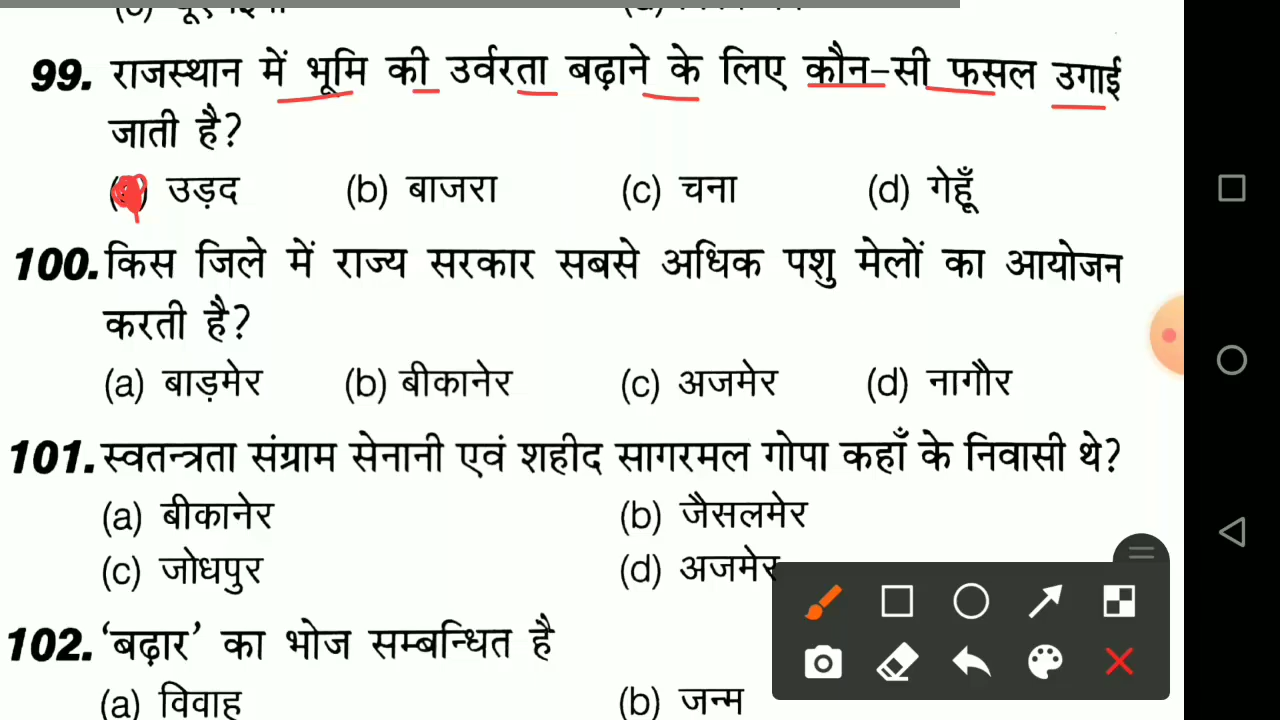 99. राजस्थान में भूमि की उर्वरता बढ़ाने के लिए कौन-सी फसल उगाई
जाती है?
उड़द (b) बाजरा (c) चना (d) गेहूँ
100. किस जिले में राज्य सरकार सबसे अधिक पशु मेलों का आयोजन
करती है?
(a) बाड़मेर (b) बीकानेर (c) अजमेर (d) नागौर
101. स्वतन्त्रता संग्राम सेनानी एवं शहीद सागरमल गोपा कहाँ के निवासी थे?
(a) बीकानेर (b) जैसलमेर
(c) जोधपुर (d) अजमेर
102. ‘बढ़ार’ का भोज सम्बन्धित है
(a) विवाह (b) जन्म